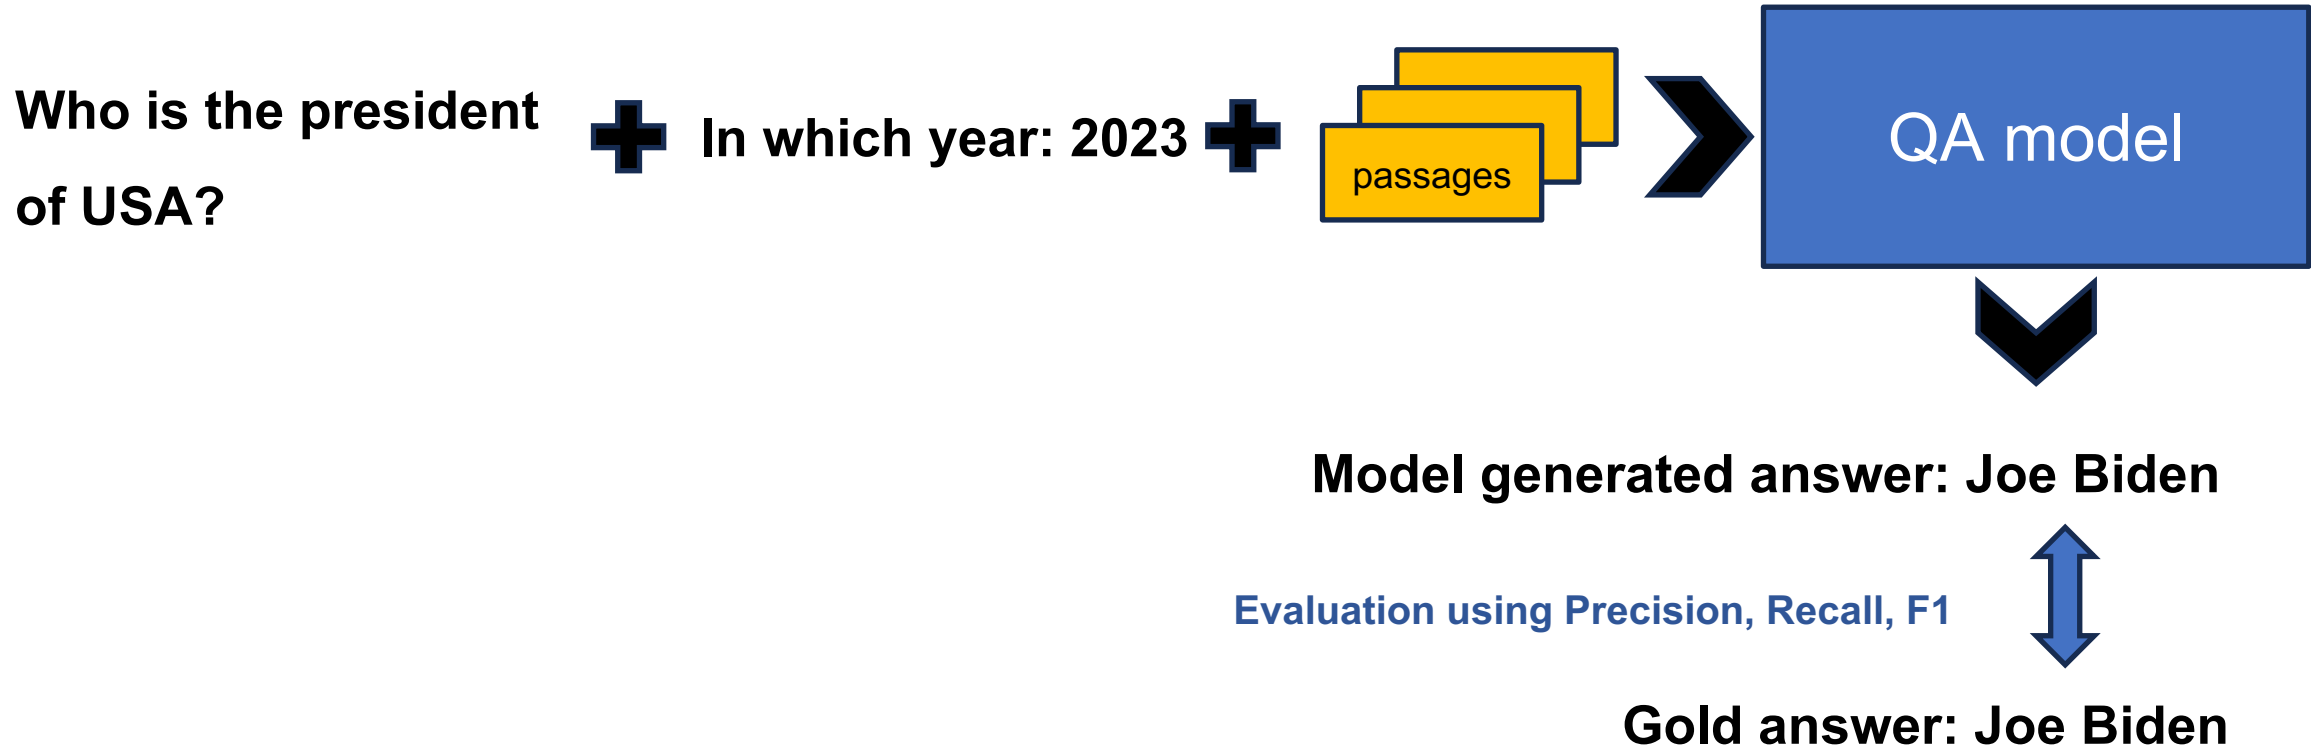 Who is the president
of USA?
In which year: 2023
passages
QA model
Model generated answer: Joe Biden
Evaluation using Precision, Recall, F1
Gold answer: Joe Biden